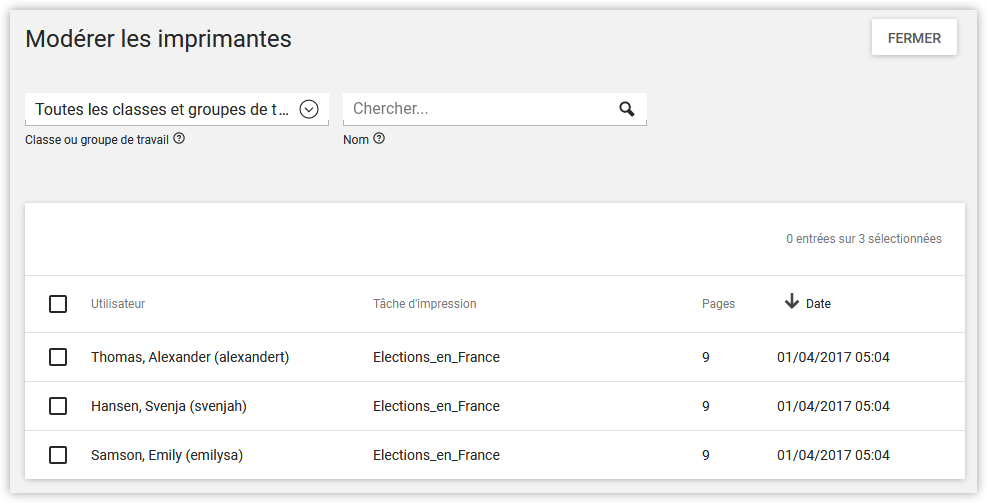 Modérer les imprimantes
FERMER
Toutes les classes et groupes de t...
Chercher...
Classe ou groupe de travail
Nom
0 entrées sur 3 sélectionnées
Utilisateur Tâche d'impression Pages Date
Thomas, Alexander (alexandert) Elections_en_France 9 01/04/2017 05:04
Hansen, Svenja (svenjah) Elections_en_France 9 01/04/2017 05:04
Samson, Emily (emilysa) Elections_en_France 9 01/04/2017 05:04